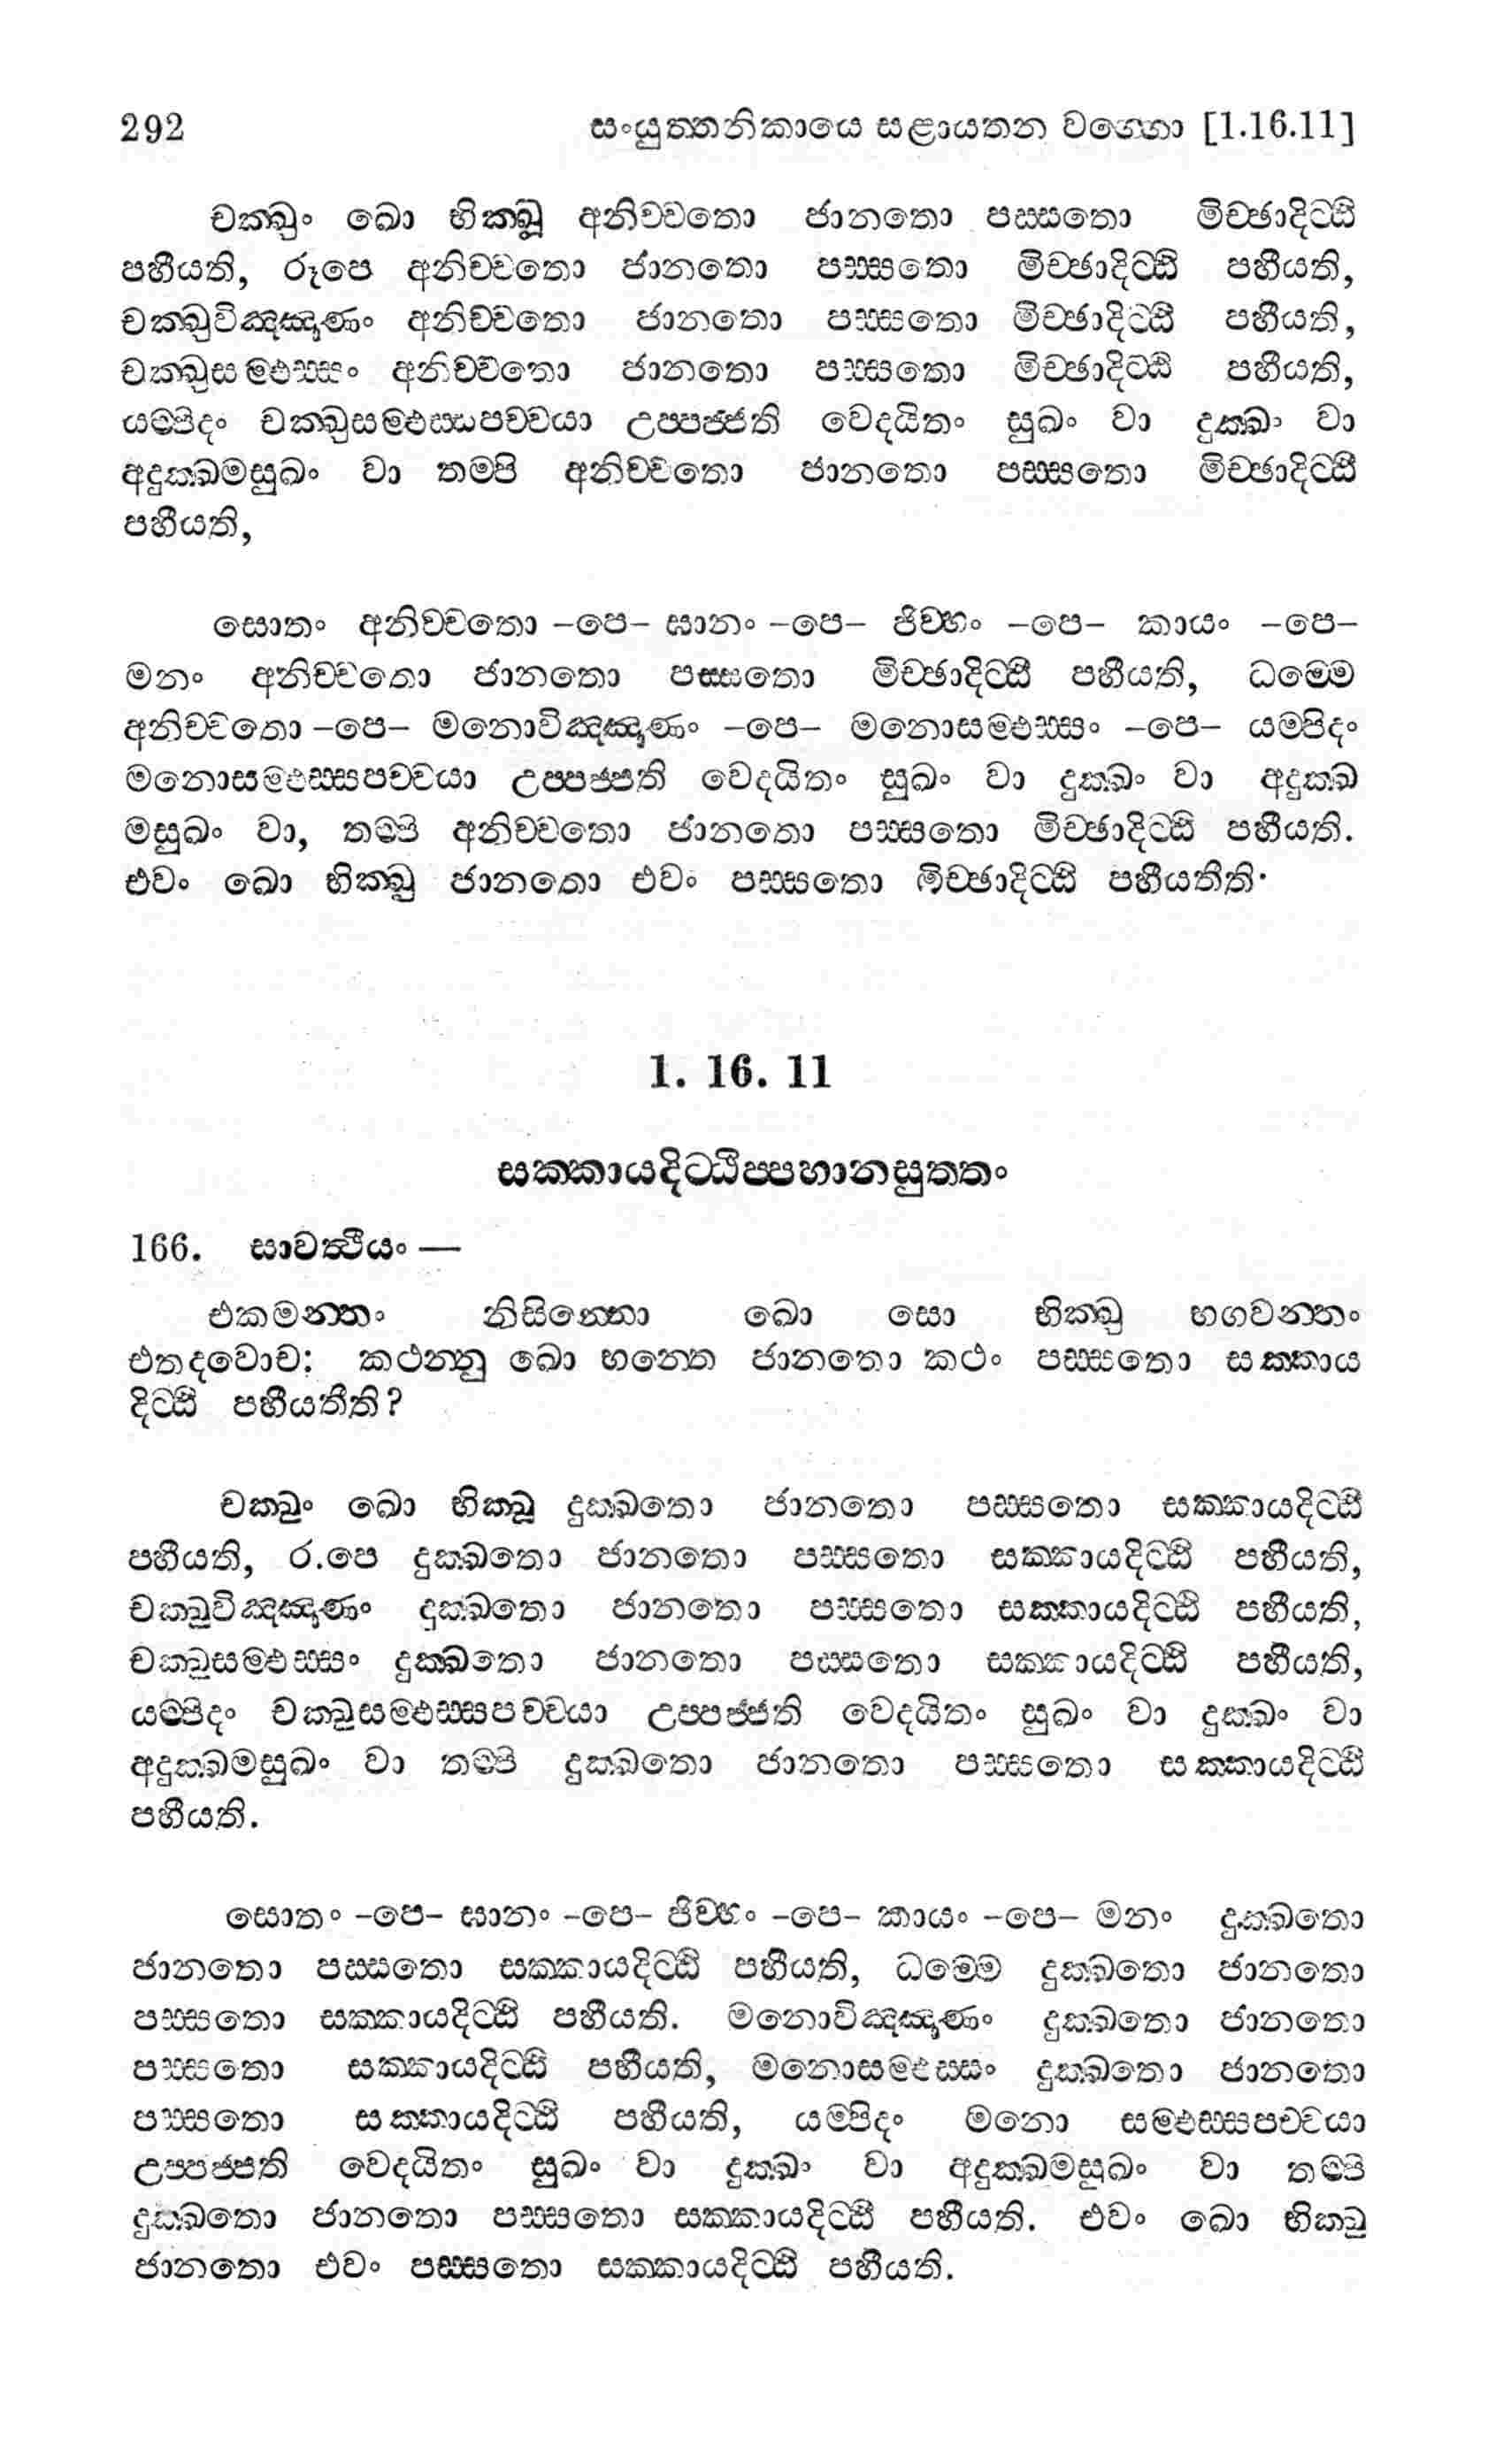 292 සංයුත්තනිකායෙ සළායතන වග්ගො [1.16.11]
චක්ඛුං ඛො භික්ඛූ අනිච්චතො ජානතො පස්සතො මිච්ඡාදිට්ඨි
පහීයති, රූපෙ අනිච්චතො ජානතො පස්සතො මිච්ඡාදිට්ඨි පහීයති,
චක්ඛුවිඤ්ඤාණං අනිච්චතො ජානතො පස්සතො මිච්ඡාදිට්ඨි පහීයති,
චක්ඛුසම්ඵස්සං අනිච්චතො ජානතො පස්සතො මිච්ඡාදිට්ඨි පහීයති,
යම්පිදං චක්ඛුසම්ඵස්සපච්චයා උප්පජ්ජති වෙදයිතං සුඛං වා දුක්ඛං වා
අදුක්ඛමසුඛං වා තම්පි අනිච්චතො ජානතො පස්සතො මිච්ඡාදිට්ඨි
පහීයති,
සොතං අනිච්චතො –පෙ– ඝානං –පෙ– ජිව්හං –පෙ– කායං –පෙ–
මනං අනිච්චතො ජානතො පස්සතො මිච්ඡාදිට්ඨි පහීයති, ධම්මෙ
අනිච්චතො –පෙ– මනොවිඤ්ඤාණං –පෙ– මනොසම්ඵස්සං –පෙ– යම්පිදං
මනොසම්ඵස්සපච්චයා උප්පජ්ජති වෙදයිතං සුඛං වා දුක්ඛං වා අදුක්ඛ
මසුඛං වා, තම්පි අනිච්චතො ජානතො පස්සතො මිච්ඡාදිට්ඨි පහීයති.
එවං ඛො භික්ඛු ජානතො එවං පස්සතො මිච්ඡාදිට්ඨි පහීයතීති.
1. 16. 11
සක්කායදිට්ඨිප්පහානසුත්තං
166. සාවත්ථියං —
එකමන්තං නිසින්නො ඛො සො භික්ඛු භගවන්තං
එතදවොච: කථන්නු ඛො භන්තෙ ජානතො කථං පස්සතො සක්කාය
දිට්ඨි පහීයතීති?
චක්ඛුං ඛො භික්ඛූ දුක්ඛතො ජානතො පස්සතො සක්කායදිට්ඨි
පහීයති, ර.පෙ දුක්ඛතො ජානතො පස්සතො සක්කායදිට්ඨි පහීයති,
චක්ඛුවිඤ්ඤාණං දුක්ඛතො ජානතො පස්සතො සක්කායදිට්ඨි පහීයති,
චක්ඛුසම්ඵස්සං දුක්ඛතො ජානතො පස්සතො සක්කායදිට්ඨි පහීයති,
යම්පිදං චක්ඛුසම්ඵස්සපච්චයා උප්පජ්ජති වෙදයිතං සුඛං වා දුක්ඛං වා
අදුක්ඛමසුඛං වා තම්පි දුක්ඛතො ජානතො පස්සතො සක්කායදිට්ඨි
පහීයති.
සොතං –පෙ– ඝානං –පෙ– ජිව්හං –පෙ– කායං –පෙ– මනං දුක්ඛතො
ජානතො පස්සතො සක්කායදිට්ඨි පහීයති, ධම්මෙ දුක්ඛතො ජානතො
පස්සතො සක්කායදිට්ඨි පහීයති. මනොවිඤ්ඤාණං දුක්ඛතො ජානතො
පස්සතො සක්කායදිට්ඨි පහීයති, මනොසම්ඵස්සං දුක්ඛතො ජානතො
පස්සතො සක්කායදිට්ඨි පහීයති, යම්පිදං මනො සම්ඵස්සපච්චයා
උප්පජ්ජති වෙදයිතං සුඛං වා දුක්ඛං වා අදුක්ඛමසුඛං වා තම්පි
දුක්ඛතො ජානතො පස්සතො සක්කායදිට්ඨි පහීයති. එවං ඛො භික්ඛු
ජානතො එවං පස්සතො සක්කායදිට්ඨි පහීයති.